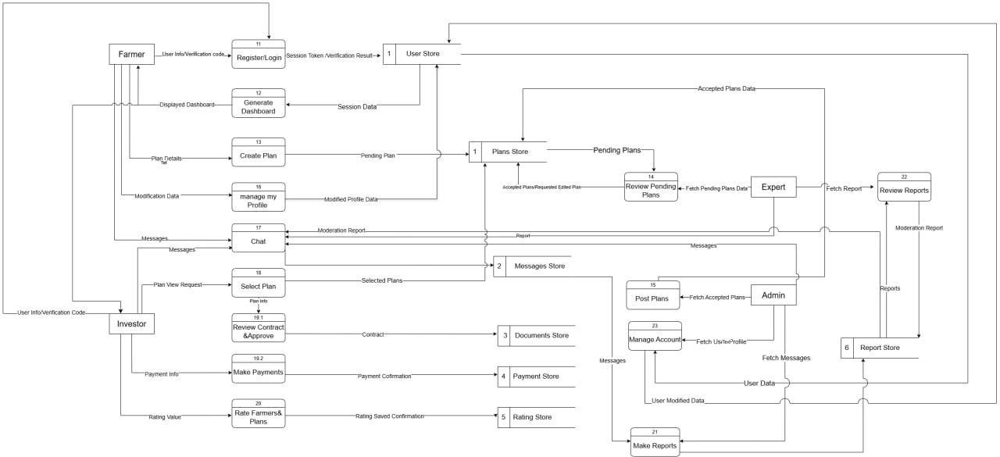 11
Farmer
User Info/Verification code
Register/Login
Session Token /Verification Result
1
User Store
12
Displayed Dashboard
Generate
Dashboard
Session Data
Accepted Plans Data
13
Plan Details
Create Plan
Pending Plan
1
Plans Store
Pending Plans
16
Modification Data
manage my
Profile
Modified Profile Data
Accepted Plans/Requested Edited Plan
14
Review Pending
Plans
Fetch Pending Plans Data
Expert
Fetch Report
22
Review Reports
17
Messages
Chat
Messages
Moderation Report
Report
Messages
Moderation Report
2
Messages Store
18
Plan View Request
Select Plan
Selected Plans
Plan Info
15
Post Plans
Fetch Accepted Plans
Admin
Reports
User Info/Verification Code
Investor
19.1
Review Contract
&Approve
Contract
3
Documents Store
23
Manage Account
6
Report Store
19.2
Payment Info
Make Payments
Payment Cofirmation
4
Payment Store
Messages
Fetch Messages
User Data
User Modified Data
20
Rating Value
Rate Farmers&
Plans
Rating Saved Confirmation
5
Rating Store
21
Make Reports